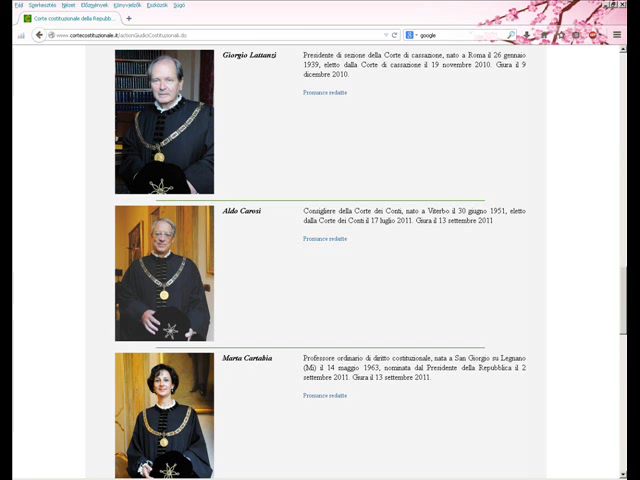 Fájl Szerkesztés Nézet Előzmények Könyvjelzők Eszközök Súgó
Corte costituzionale della Repubb...
www.cortecostituzionale.it/actionGiudiciCostituzionali.do
google
Giorgio Lattanzi
Presidente di sezione della Corte di cassazione, nato a Roma il 26 gennaio
1939, eletto dalla Corte di cassazione il 19 novembre 2010. Giura il 9
dicembre 2010.
Pronunce redatte
Aldo Carosi
Consigliere della Corte dei Conti, nato a Viterbo il 30 giugno 1951, eletto
dalla Corte dei Conti il 17 luglio 2011. Giura il 13 settembre 2011
Pronunce redatte
Marta Cartabia
Professore ordinario di diritto costituzionale, nata a San Giorgio su Legnano
(Mi) il 14 maggio 1963, nominata dal Presidente della Repubblica il 2
settembre 2011. Giura il 13 settembre 2011.
Pronunce redatte